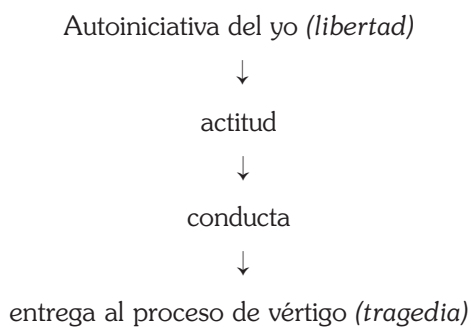 Autoiniciativa del yo (libertad)
↓
actitud
↓
conducta
↓
entrega al proceso de vértigo (tragedia)